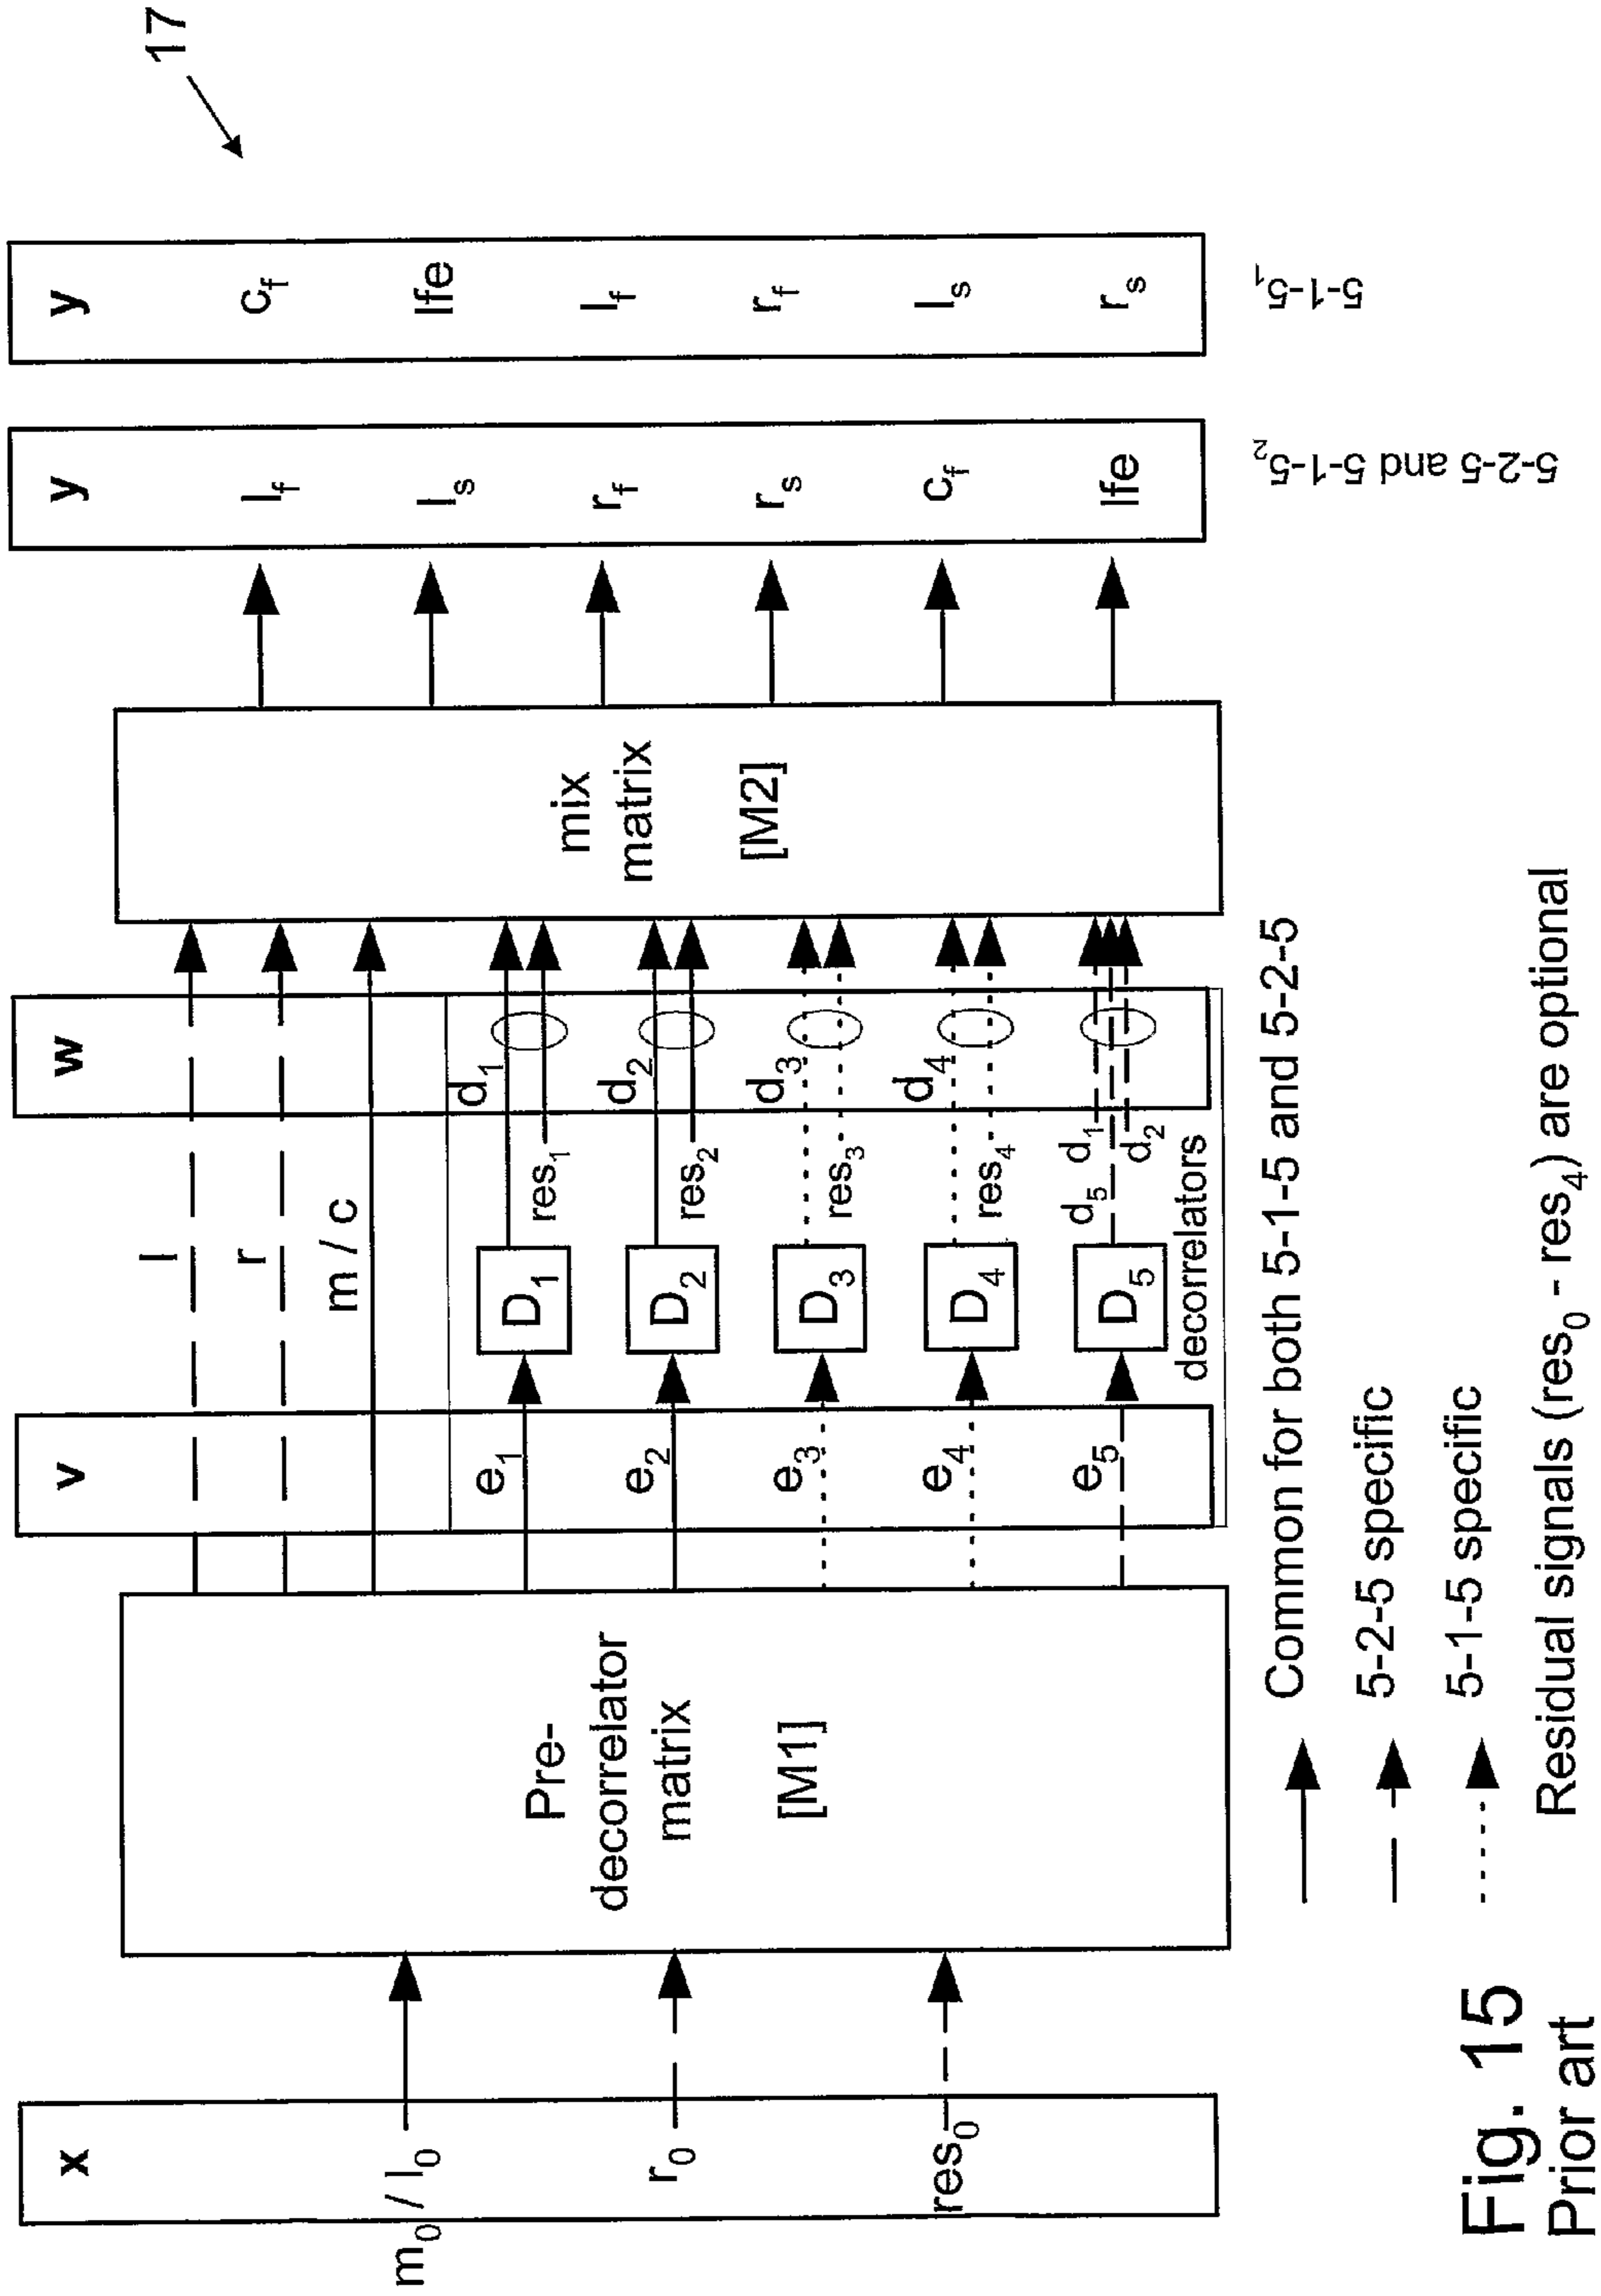 17
x
m0 / l0
r0
res0
Pre-
decorrelator
matrix
[M1]
v
e1
e2
e3
e4
e5
l
r
m / c
D1
D2
D3
D4
D5
decorrelators
res1
res2
res3
res4
d5
d1
d2
w
d1
d2
d3
d4
mix
matrix
[M2]
y
lf
ls
rf
rs
cf
lfe
5-2-5 and 5-1-52
y
cf
lfe
lf
rf
ls
rs
5-1-51
Common for both 5-1-5 and 5-2-5
5-2-5 specific
5-1-5 specific
Residual signals (res0 - res4) are optional
Fig. 15
Prior art